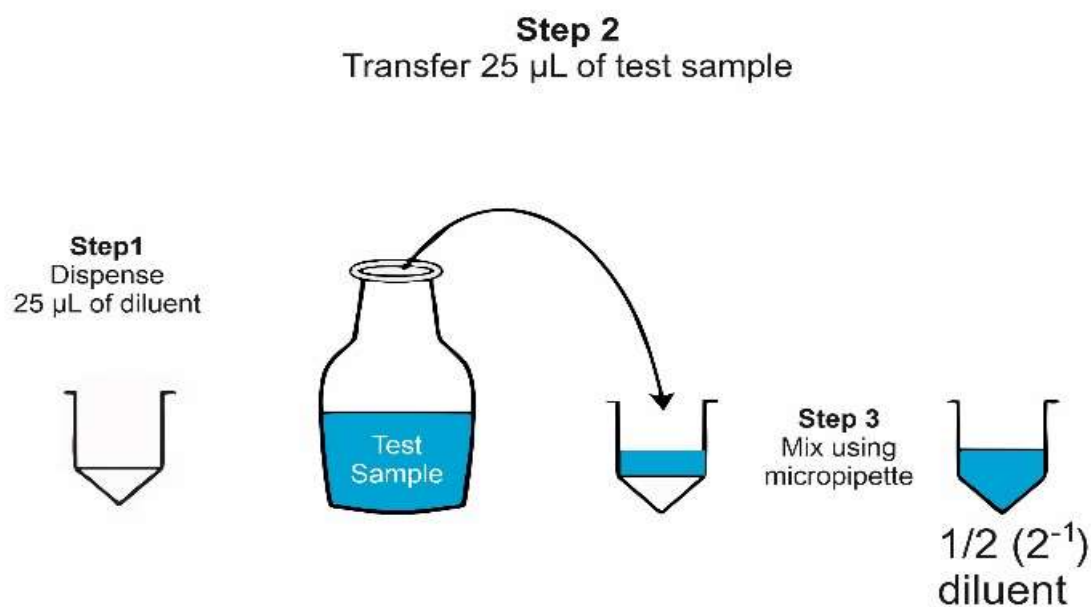 Step 2
Transfer 25 µL of test sample
Step1
Dispense
25 µL of diluent
Test
Sample
Step 3
Mix using
micropipette
1/2 (2⁻¹)
diluent